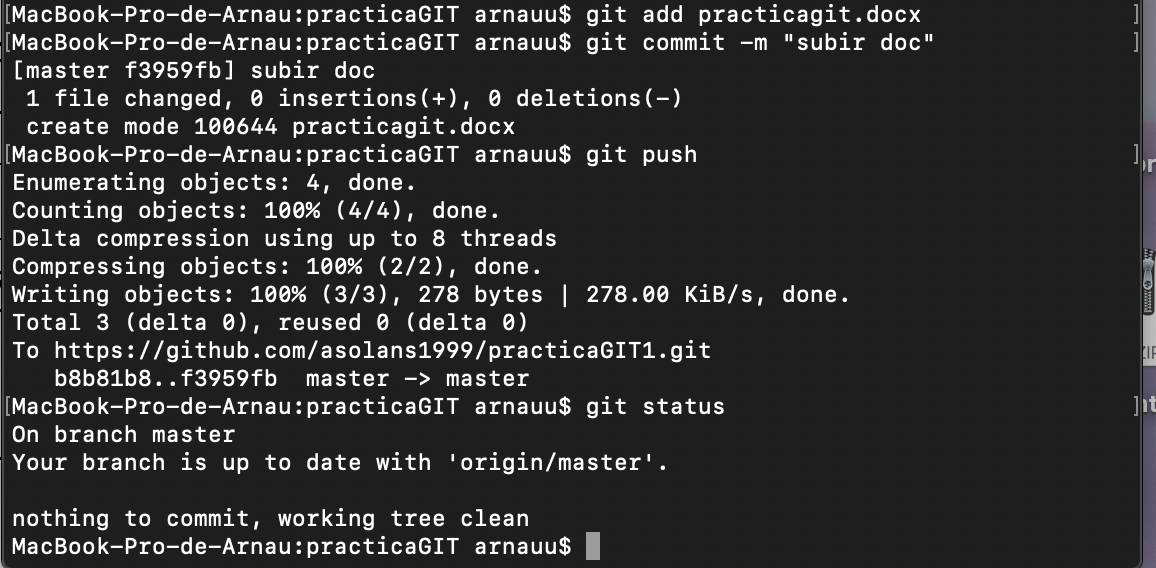 [MacBook-Pro-de-Arnau:practicaGIT arnauu$ git add practicagit.docx ]
[MacBook-Pro-de-Arnau:practicaGIT arnauu$ git commit -m "subir doc" ]
[master f3959fb] subir doc
 1 file changed, 0 insertions(+), 0 deletions(-)
 create mode 100644 practicagit.docx
[MacBook-Pro-de-Arnau:practicaGIT arnauu$ git push ]
Enumerating objects: 4, done.
Counting objects: 100% (4/4), done.
Delta compression using up to 8 threads
Compressing objects: 100% (2/2), done.
Writing objects: 100% (3/3), 278 bytes | 278.00 KiB/s, done.
Total 3 (delta 0), reused 0 (delta 0)
To https://github.com/asolans1999/practicaGIT1.git
   b8b81b8..f3959fb  master -> master
[MacBook-Pro-de-Arnau:practicaGIT arnauu$ git status ]
On branch master
Your branch is up to date with 'origin/master'.

nothing to commit, working tree clean
MacBook-Pro-de-Arnau:practicaGIT arnauu$